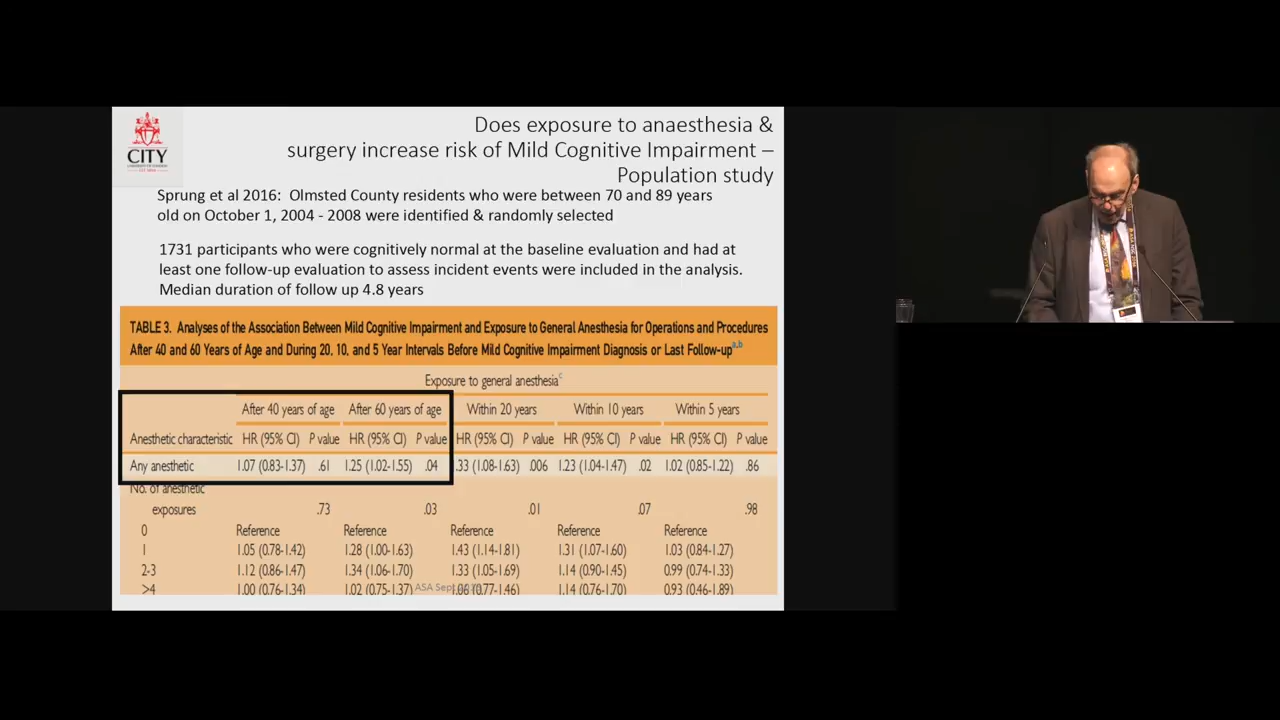 CITY
UNIVERSITY OF LONDON
EST 1894
Does exposure to anaesthesia &
surgery increase risk of Mild Cognitive Impairment –
Population study
Sprung et al 2016: Olmsted County residents who were between 70 and 89 years
old on October 1, 2004 - 2008 were identified & randomly selected
1731 participants who were cognitively normal at the baseline evaluation and had at
least one follow-up evaluation to assess incident events were included in the analysis.
Median duration of follow up 4.8 years
TABLE 3. Analyses of the Association Between Mild Cognitive Impairment and Exposure to General Anesthesia for Operations and Procedures
After 40 and 60 Years of Age and During 20, 10, and 5 Year Intervals Before Mild Cognitive Impairment Diagnosis or Last Follow-up a,b
Exposure to general anesthesia c
After 40 years of age After 60 years of age Within 20 years Within 10 years Within 5 years
Anesthetic characteristic HR (95% CI) P value HR (95% CI) P value HR (95% CI) P value HR (95% CI) P value HR (95% CI) P value
Any anesthetic 1.07 (0.83-1.37) .61 1.25 (1.02-1.55) .04 .33 (1.08-1.63) .006 1.23 (1.04-1.47) .02 1.02 (0.85-1.22) .86
No. of anesthetic
exposures .73 .03 .01 .07 .98
0 Reference Reference Reference Reference Reference
1 1.05 (0.78-1.42) 1.28 (1.00-1.63) 1.43 (1.14-1.81) 1.31 (1.07-1.60) 1.03 (0.84-1.27)
2-3 1.12 (0.86-1.47) 1.34 (1.06-1.70) 1.33 (1.05-1.69) 1.14 (0.90-1.45) 0.99 (0.74-1.33)
>4 1.00 (0.76-1.34) 1.02 (0.75-1.37) ASA Sept (0.77-1.46) 1.14 (0.76-1.70) 0.93 (0.46-1.89)